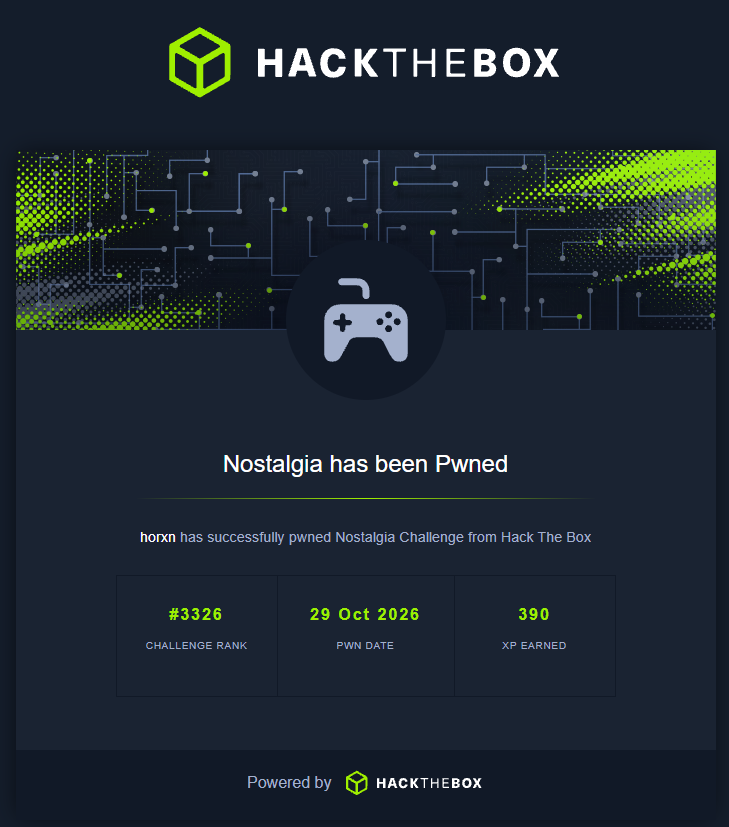 HACKTHEBOX
Nostalgia has been Pwned
horxn has successfully pwned Nostalgia Challenge from Hack The Box
#3326 29 Oct 2026 390
CHALLENGE RANK PWN DATE XP EARNED
Powered by HACKTHEBOX